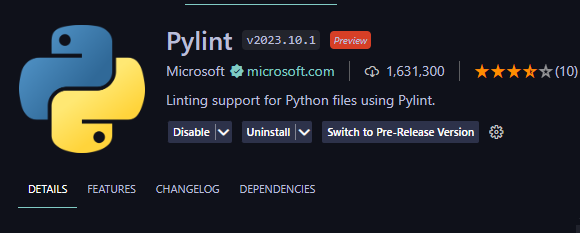 Pylint v2023.10.1 Preview
Microsoft microsoft.com 1,631,300 (10)
Linting support for Python files using Pylint.
Disable Uninstall Switch to Pre-Release Version
DETAILS FEATURES CHANGELOG DEPENDENCIES